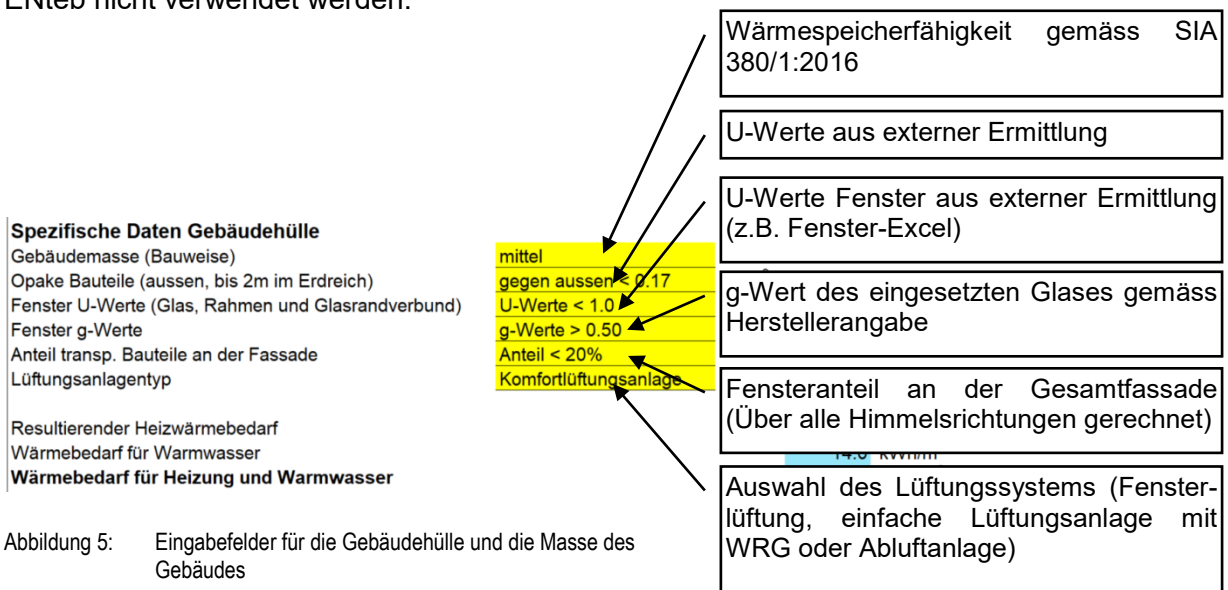 ENteb nicht verwendet werden.
Wärmespeicherfähigkeit gemäss SIA
380/1:2016
U-Werte aus externer Ermittlung
U-Werte Fenster aus externer Ermittlung
(z.B. Fenster-Excel)
g-Wert des eingesetzten Glases gemäss
Herstellerangabe
Fensteranteil an der Gesamtfassade
(Über alle Himmelsrichtungen gerechnet)
Auswahl des Lüftungssystems (Fenster-
lüftung, einfache Lüftungsanlage mit
WRG oder Abluftanlage)
Spezifische Daten Gebäudehülle
Gebäudemasse (Bauweise) mittel
Opake Bauteile (aussen, bis 2m im Erdreich) gegen aussen < 0.17
Fenster U-Werte (Glas, Rahmen und Glasrandverbund) U-Werte < 1.0
Fenster g-Werte g-Werte > 0.50
Anteil transp. Bauteile an der Fassade Anteil < 20%
Lüftungsanlagentyp Komfortlüftungsanlage
Resultierender Heizwärmebedarf
Wärmebedarf für Warmwasser
Wärmebedarf für Heizung und Warmwasser
Abbildung 5: Eingabefelder für die Gebäudehülle und die Masse des
Gebäudes